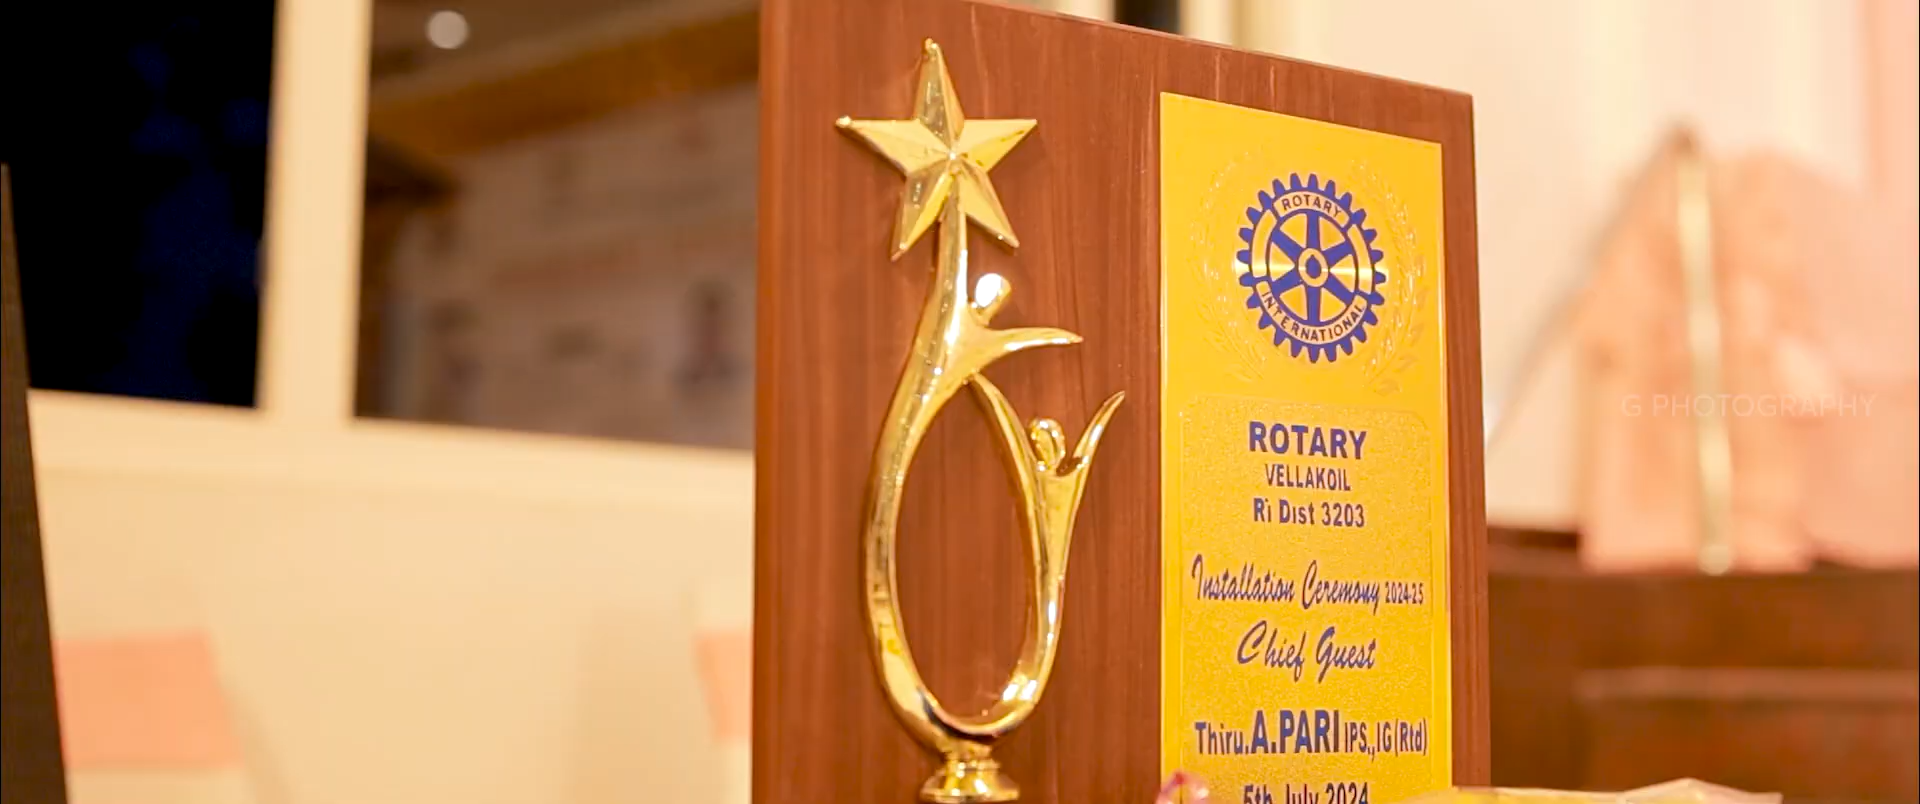 ROTARY
INTERNATIONAL
ROTARY
VELLAKOIL
Ri Dist 3203
Installation Ceremony 2024-25
Chief Guest
Thiru.A.PARI IPS., IG (Rtd)
5th July 2024
G PHOTOGRAPHY